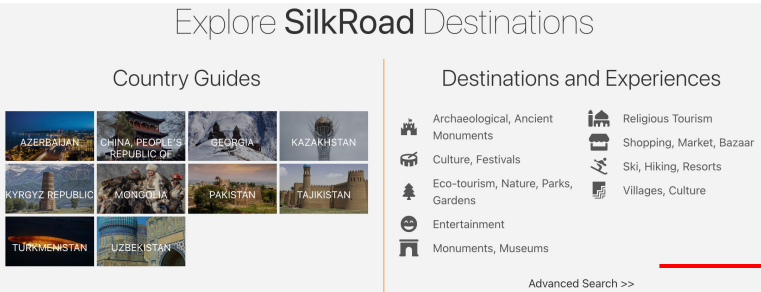 Explore SilkRoad Destinations
Country Guides
AZERBAIJAN
CHINA, PEOPLE'S
REPUBLIC OF
GEORGIA
KAZAKHSTAN
KYRGYZ REPUBLIC
MONGOLIA
PAKISTAN
TAJIKISTAN
TURKMENISTAN
UZBEKISTAN
Destinations and Experiences
Archaeological, Ancient
Monuments
Culture, Festivals
Eco-tourism, Nature, Parks,
Gardens
Entertainment
Monuments, Museums
Religious Tourism
Shopping, Market, Bazaar
Ski, Hiking, Resorts
Villages, Culture
Advanced Search >>